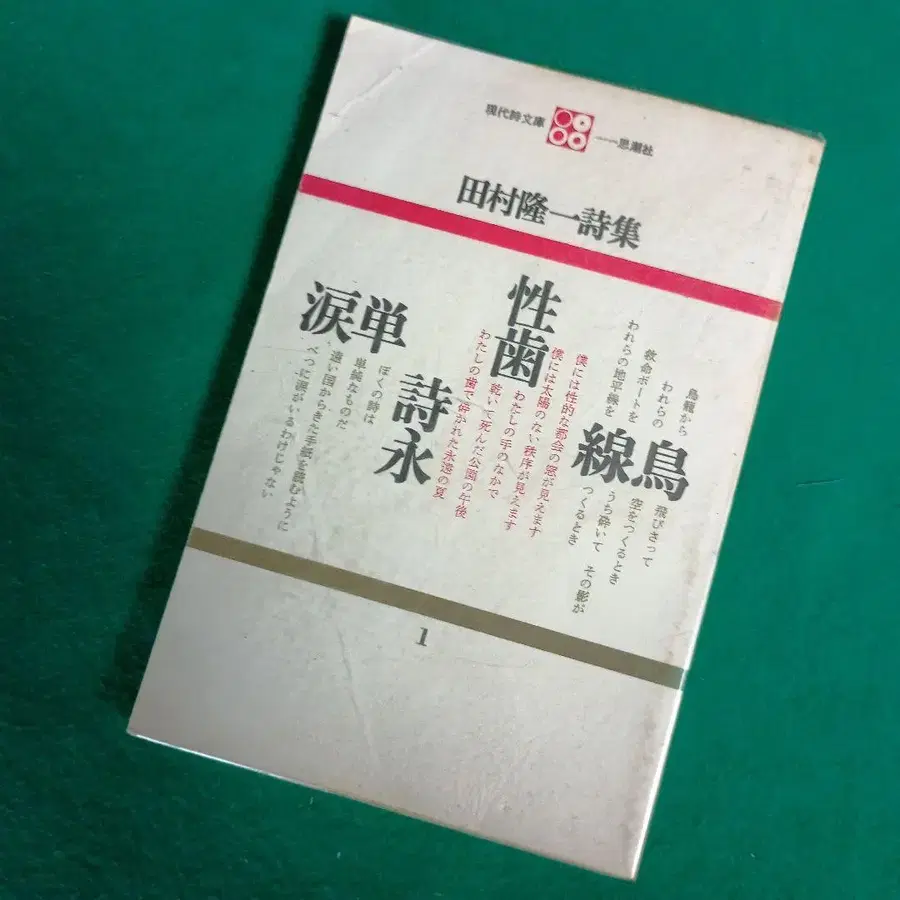 現代詩文庫
思潮社
田村隆一詩集
鳥籠から
飛びさって
われらの
鳥
空をつくるとき
救命ボートを
うち砕いて その影が
われらの地平線を
線
つくるとき
僕には性的な都会の窓が見えます
僕には太陽のない秩序が見えます
性
歯
わたしの手のなかで
乾いて死んだ公園の午後
わたしの歯で砕かれた永遠の夏
詩
永
単
涙
ぼくの詩は
単純なものだ
遠い国からきた手紙を読むように
べつに涙がいるわけじゃない
1